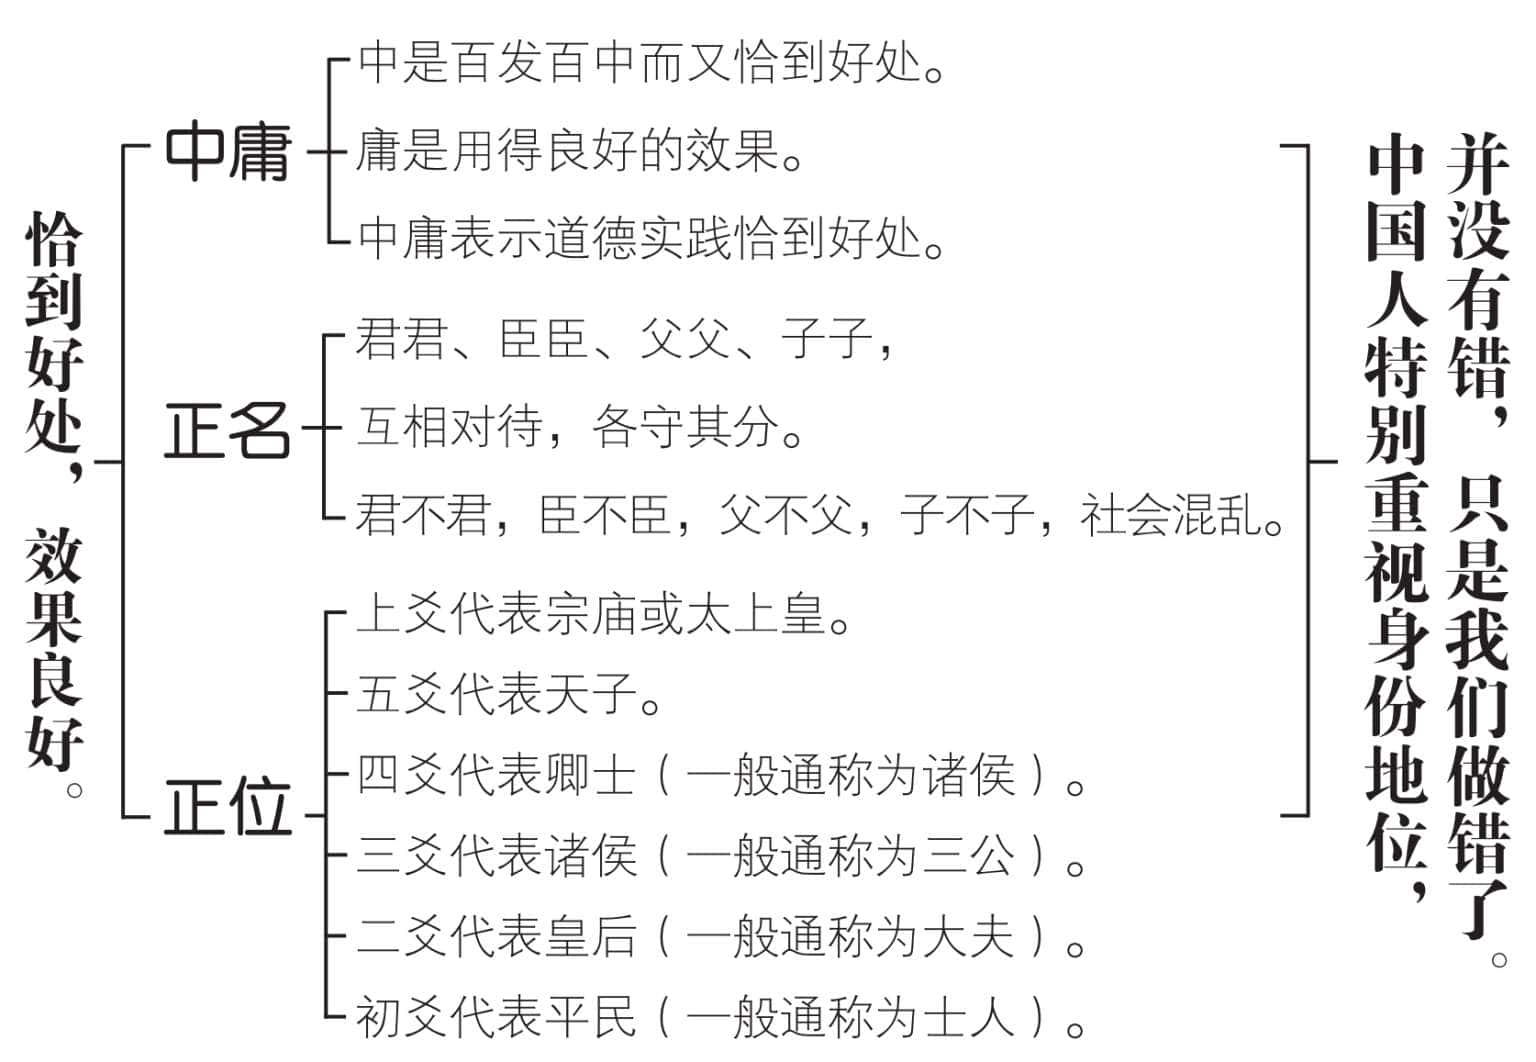 恰到好处，效果良好。
中庸
中是百发百中而又恰到好处。
庸是用得良好的效果。
中庸表示道德实践恰到好处。
正名
君君、臣臣、父父、子子，
互相对待，各守其分。
君不君，臣不臣，父不父，子不子，社会混乱。
正位
上爻代表宗庙或太上皇。
五爻代表天子。
四爻代表卿士（一般通称为诸侯）。
三爻代表诸侯（一般通称为三公）。
二爻代表皇后（一般通称为大夫）。
初爻代表平民（一般通称为士人）。
中国人特别重视身份地位，
并没有错，只是我们做错了。